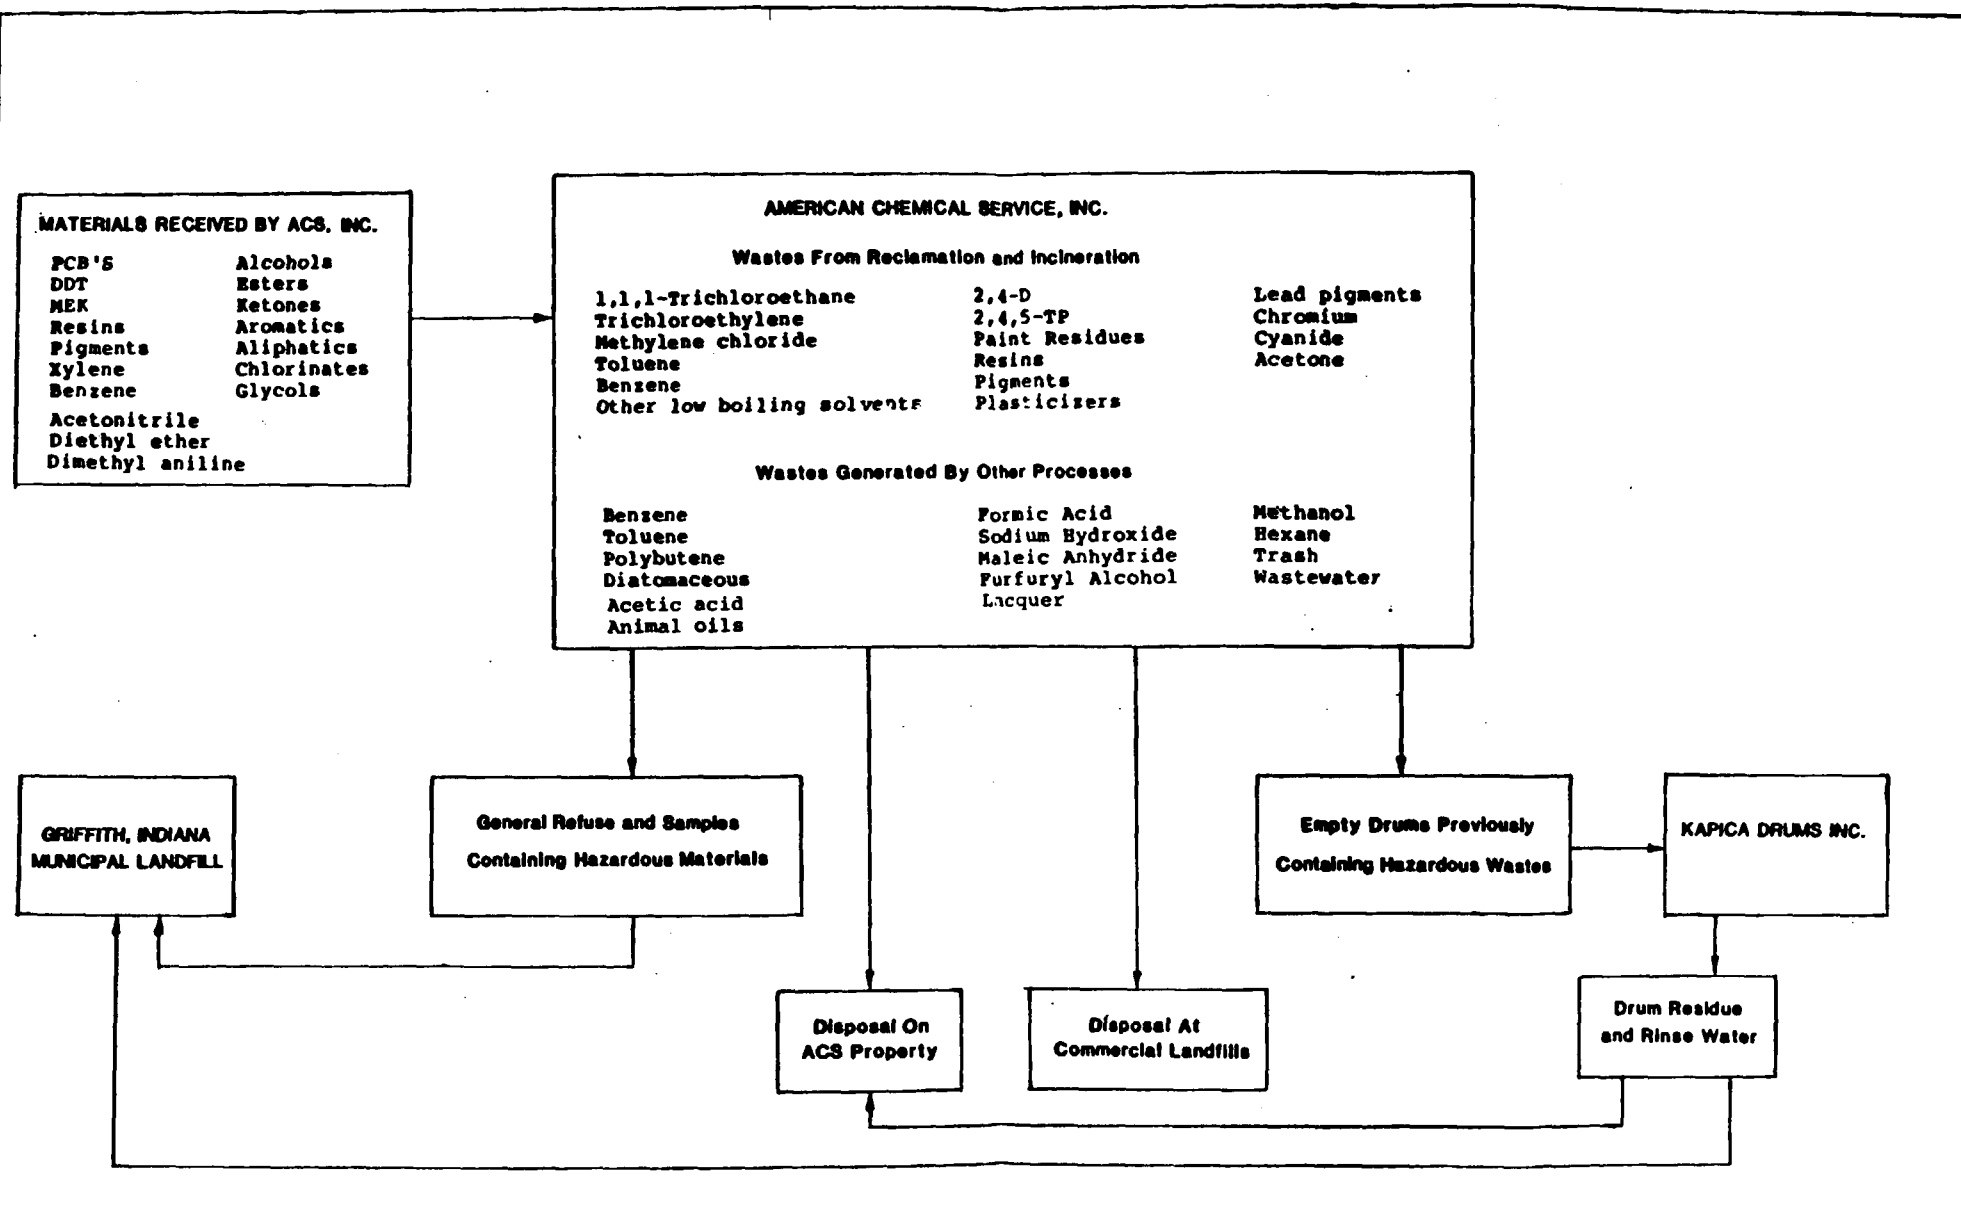 MATERIALS RECEIVED BY ACS, INC.
PCB'S Alcohols
DDT Esters
MEK Ketones
Resins Aromatics
Pigments Aliphatics
Xylene Chlorinates
Benzene Glycols
Acetonitrile
Diethyl ether
Dimethyl aniline
AMERICAN CHEMICAL SERVICE, INC.
Wastes From Reclamation and Incineration
1,1,1-Trichloroethane 2,4-D Lead pigments
Trichloroethylene 2,4,5-TP Chromium
Methylene chloride Paint Residues Cyanide
Toluene Resins Acetone
Benzene Pigments
Other low boiling solvents Plasticizers
Wastes Generated By Other Processes
Benzene Formic Acid Methanol
Toluene Sodium Hydroxide Hexane
Polybutene Maleic Anhydride Trash
Diatomaceous Furfuryl Alcohol Wastewater
Acetic acid Lacquer
Animal oils
GRIFFITH, INDIANA
MUNICIPAL LANDFILL
General Refuse and Samples
Containing Hazardous Materials
Empty Drums Previously
Containing Hazardous Wastes
KAPICA DRUMS INC.
Disposal On
ACS Property
Disposal At
Commercial Landfills
Drum Residue
and Rinse Water